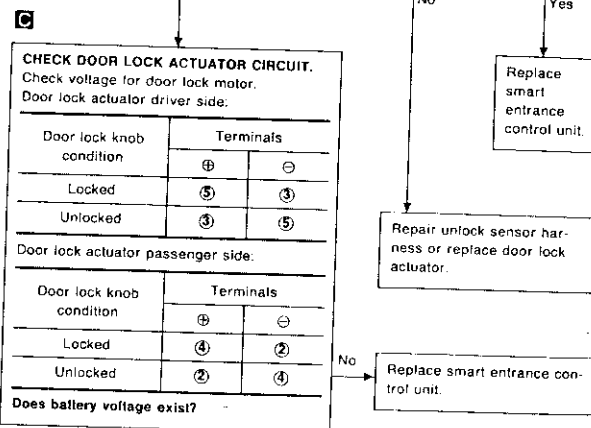 No
Yes
C
CHECK DOOR LOCK ACTUATOR CIRCUIT.
Check voltage for door lock motor.
Door lock actuator driver side:
Door lock knob condition
Terminals
⊕ ⊖
Locked ⑤ ③
Unlocked ③ ⑤
Door lock actuator passenger side:
Door lock knob condition
Terminals
⊕ ⊖
Locked ④ ②
Unlocked ② ④
Does battery voltage exist?
Replace
smart
entrance
control unit.
Repair unlock sensor har-
ness or replace door lock
actuator.
No
Replace smart entrance con-
trol unit.